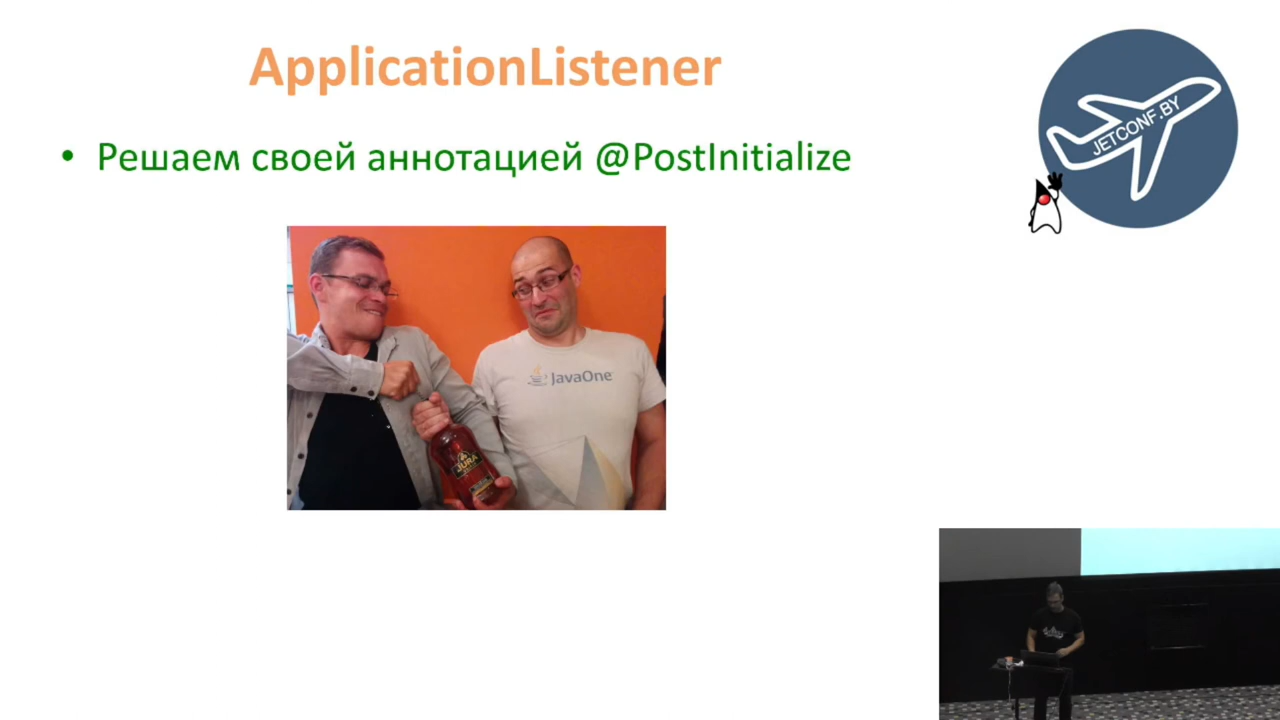 ApplicationListener
• Решаем своей аннотацией @PostInitialize
JETCONF.BY
JavaOne
JURA